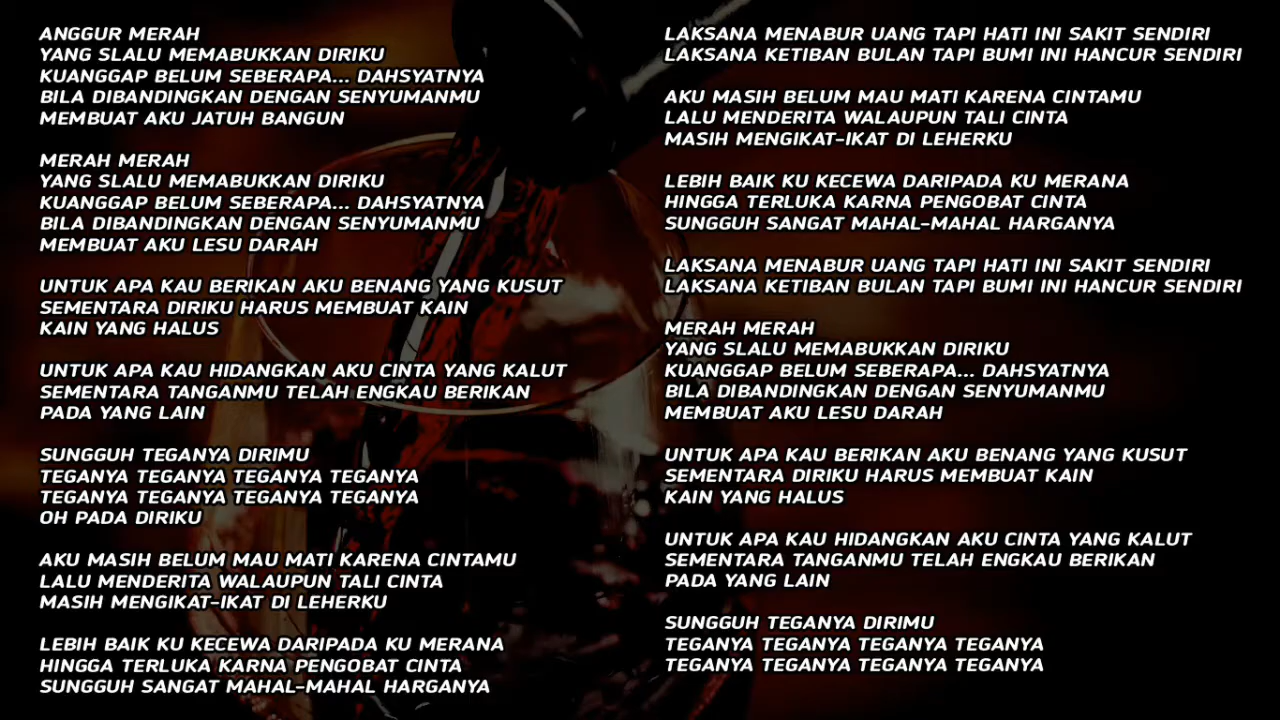 ANGGUR MERAH
YANG SLALU MEMABUKKAN DIRIKU
KUANGGAP BELUM SEBERAPA... DAHSYATNYA
BILA DIBANDINGKAN DENGAN SENYUMANMU
MEMBUAT AKU JATUH BANGUN

MERAH MERAH
YANG SLALU MEMABUKKAN DIRIKU
KUANGGAP BELUM SEBERAPA... DAHSYATNYA
BILA DIBANDINGKAN DENGAN SENYUMANMU
MEMBUAT AKU LESU DARAH

UNTUK APA KAU BERIKAN AKU BENANG YANG KUSUT
SEMENTARA DIRIKU HARUS MEMBUAT KAIN
KAIN YANG HALUS

UNTUK APA KAU HIDANGKAN AKU CINTA YANG KALUT
SEMENTARA TANGANMU TELAH ENGKAU BERIKAN
PADA YANG LAIN

SUNGGUH TEGANYA DIRIMU
TEGANYA TEGANYA TEGANYA TEGANYA
TEGANYA TEGANYA TEGANYA TEGANYA
OH PADA DIRIKU

AKU MASIH BELUM MAU MATI KARENA CINTAMU
LALU MENDERITA WALAUPUN TALI CINTA
MASIH MENGIKAT-IKAT DI LEHERKU

LEBIH BAIK KU KECEWA DARIPADA KU MERANA
HINGGA TERLUKA KARNA PENGOBAT CINTA
SUNGGUH SANGAT MAHAL-MAHAL HARGANYA

LAKSANA MENABUR UANG TAPI HATI INI SAKIT SENDIRI
LAKSANA KETIBAN BULAN TAPI BUMI INI HANCUR SENDIRI

AKU MASIH BELUM MAU MATI KARENA CINTAMU
LALU MENDERITA WALAUPUN TALI CINTA
MASIH MENGIKAT-IKAT DI LEHERKU

LEBIH BAIK KU KECEWA DARIPADA KU MERANA
HINGGA TERLUKA KARNA PENGOBAT CINTA
SUNGGUH SANGAT MAHAL-MAHAL HARGANYA

LAKSANA MENABUR UANG TAPI HATI INI SAKIT SENDIRI
LAKSANA KETIBAN BULAN TAPI BUMI INI HANCUR SENDIRI

MERAH MERAH
YANG SLALU MEMABUKKAN DIRIKU
KUANGGAP BELUM SEBERAPA... DAHSYATNYA
BILA DIBANDINGKAN DENGAN SENYUMANMU
MEMBUAT AKU LESU DARAH

UNTUK APA KAU BERIKAN AKU BENANG YANG KUSUT
SEMENTARA DIRIKU HARUS MEMBUAT KAIN
KAIN YANG HALUS

UNTUK APA KAU HIDANGKAN AKU CINTA YANG KALUT
SEMENTARA TANGANMU TELAH ENGKAU BERIKAN
PADA YANG LAIN

SUNGGUH TEGANYA DIRIMU
TEGANYA TEGANYA TEGANYA TEGANYA
TEGANYA TEGANYA TEGANYA TEGANYA